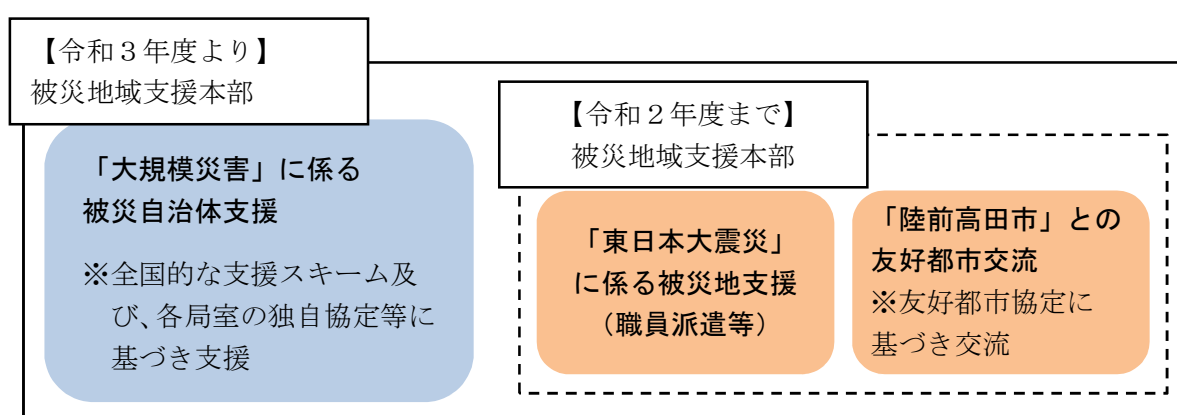 【令和３年度より】
被災地域支援本部
「大規模災害」に係る
被災自治体支援
※全国的な支援スキーム及
び、各局室の独自協定等に
基づき支援
【令和２年度まで】
被災地域支援本部
「東日本大震災」
に係る被災地支援
（職員派遣等）
「陸前高田市」との
友好都市交流
※友好都市協定に
基づき交流